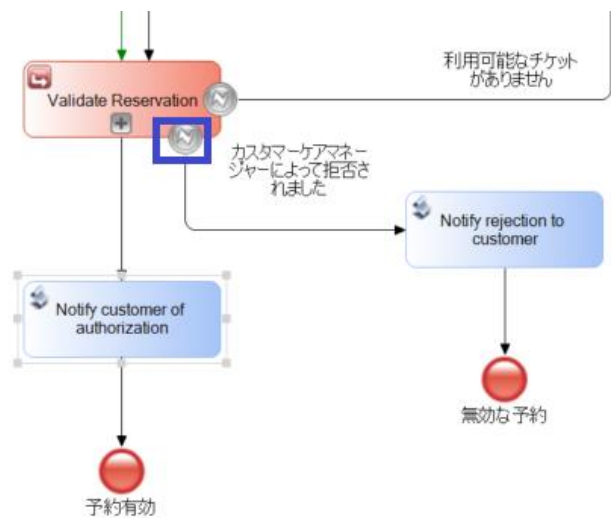 利用可能なチケット
がありません
Validate Reservation
カスタマーケアマネー
ジャーによって拒否さ
れました
Notify rejection to
customer
Notify customer of
authorization
無効な予約
予約有効